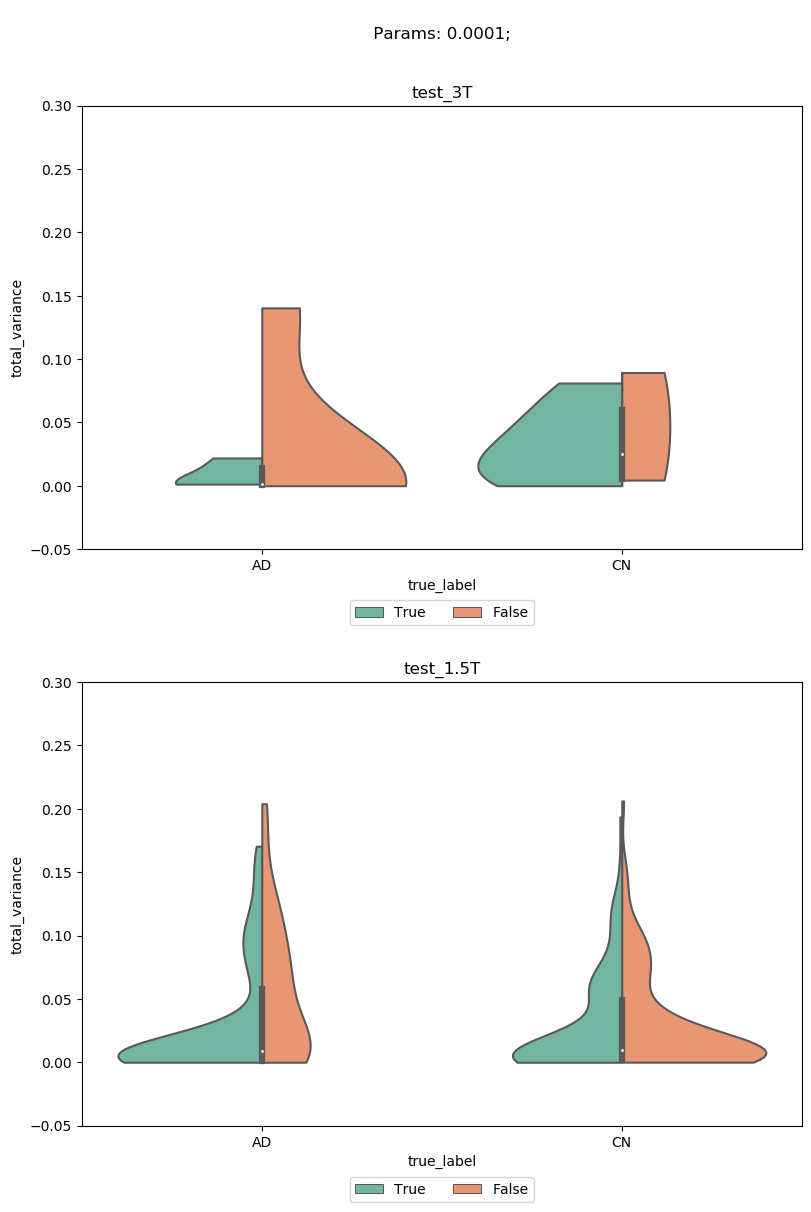 Params: 0.0001;
test_3T
0.30
0.25
0.20
0.15
0.10
0.05
0.00
−0.05
total_variance
AD CN
true_label
True False
test_1.5T
0.30
0.25
0.20
0.15
0.10
0.05
0.00
−0.05
total_variance
AD CN
true_label
True False